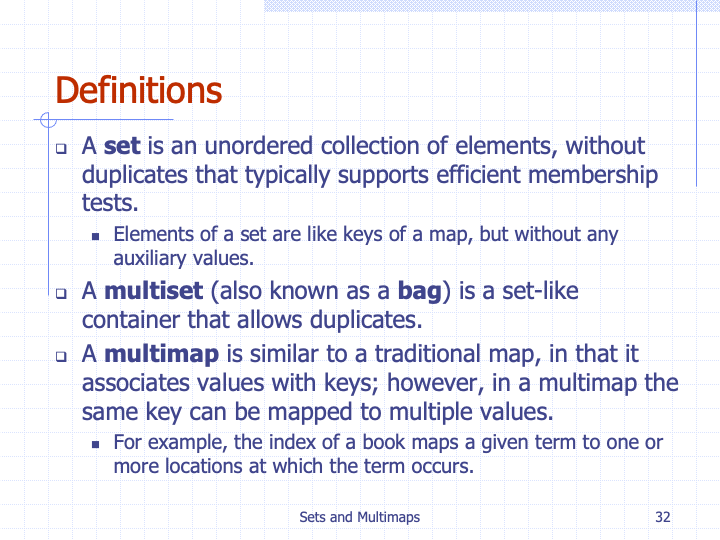 Definitions
A set is an unordered collection of elements, without
duplicates that typically supports efficient membership
tests.
Elements of a set are like keys of a map, but without any
auxiliary values.
A multiset (also known as a bag) is a set-like
container that allows duplicates.
A multimap is similar to a traditional map, in that it
associates values with keys; however, in a multimap the
same key can be mapped to multiple values.
For example, the index of a book maps a given term to one or
more locations at which the term occurs.
Sets and Multimaps
32